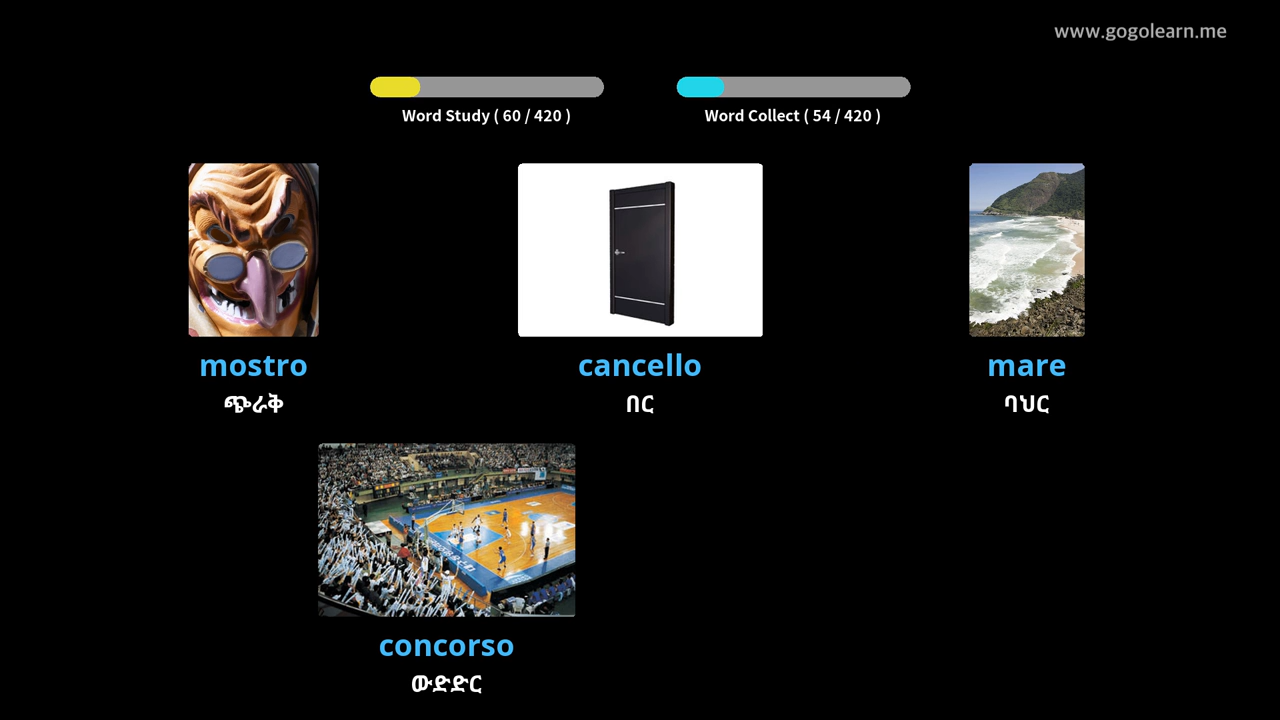 www.gogolearn.me
Word Study ( 60 / 420 )
Word Collect ( 54 / 420 )
mostro
ጭራቅ
cancello
በር
mare
ባህር
concorso
ውድድር